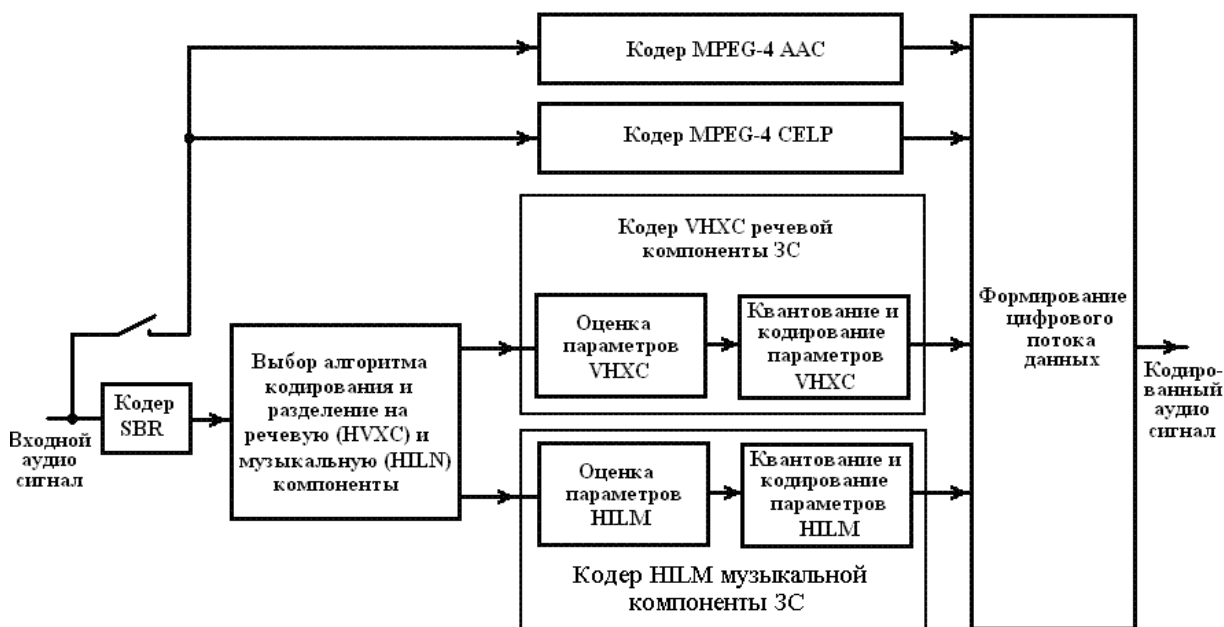 Кодер MPEG-4 AAC
Кодер MPEG-4 CELP
Кодер VHXC речевой
компоненты ЗС
Оценка
параметров
VHXC
Квантование и
кодирование
параметров
VHXC
Формирование
цифрового
потока
данных
Выбор алгоритма
кодирования и
разделение на
речевую (HVXC) и
музыкальную (HILN)
компоненты
Кодер
SBR
Входной
аудио
сигнал
Кодиро-
ванный
аудио
сигнал
Оценка
параметров
HILM
Квантование и
кодирование
параметров
HILM
Кодер HILM музыкальной
компоненты ЗС